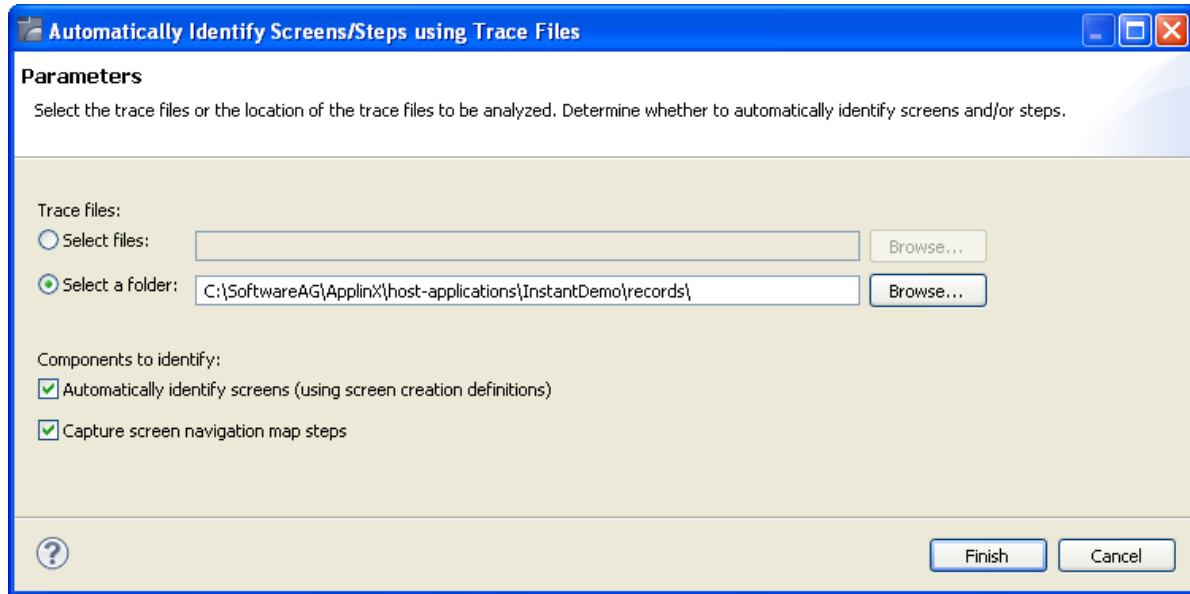 Automatically Identify Screens/Steps using Trace Files
Parameters
Select the trace files or the location of the trace files to be analyzed. Determine whether to automatically identify screens and/or steps.
Trace files:
Select files: Browse...
Select a folder: C:\SoftwareAG\ApplinX\host-applications\InstantDemo\records\ Browse...
Components to identify:
Automatically identify screens (using screen creation definitions)
Capture screen navigation map steps
? Finish Cancel